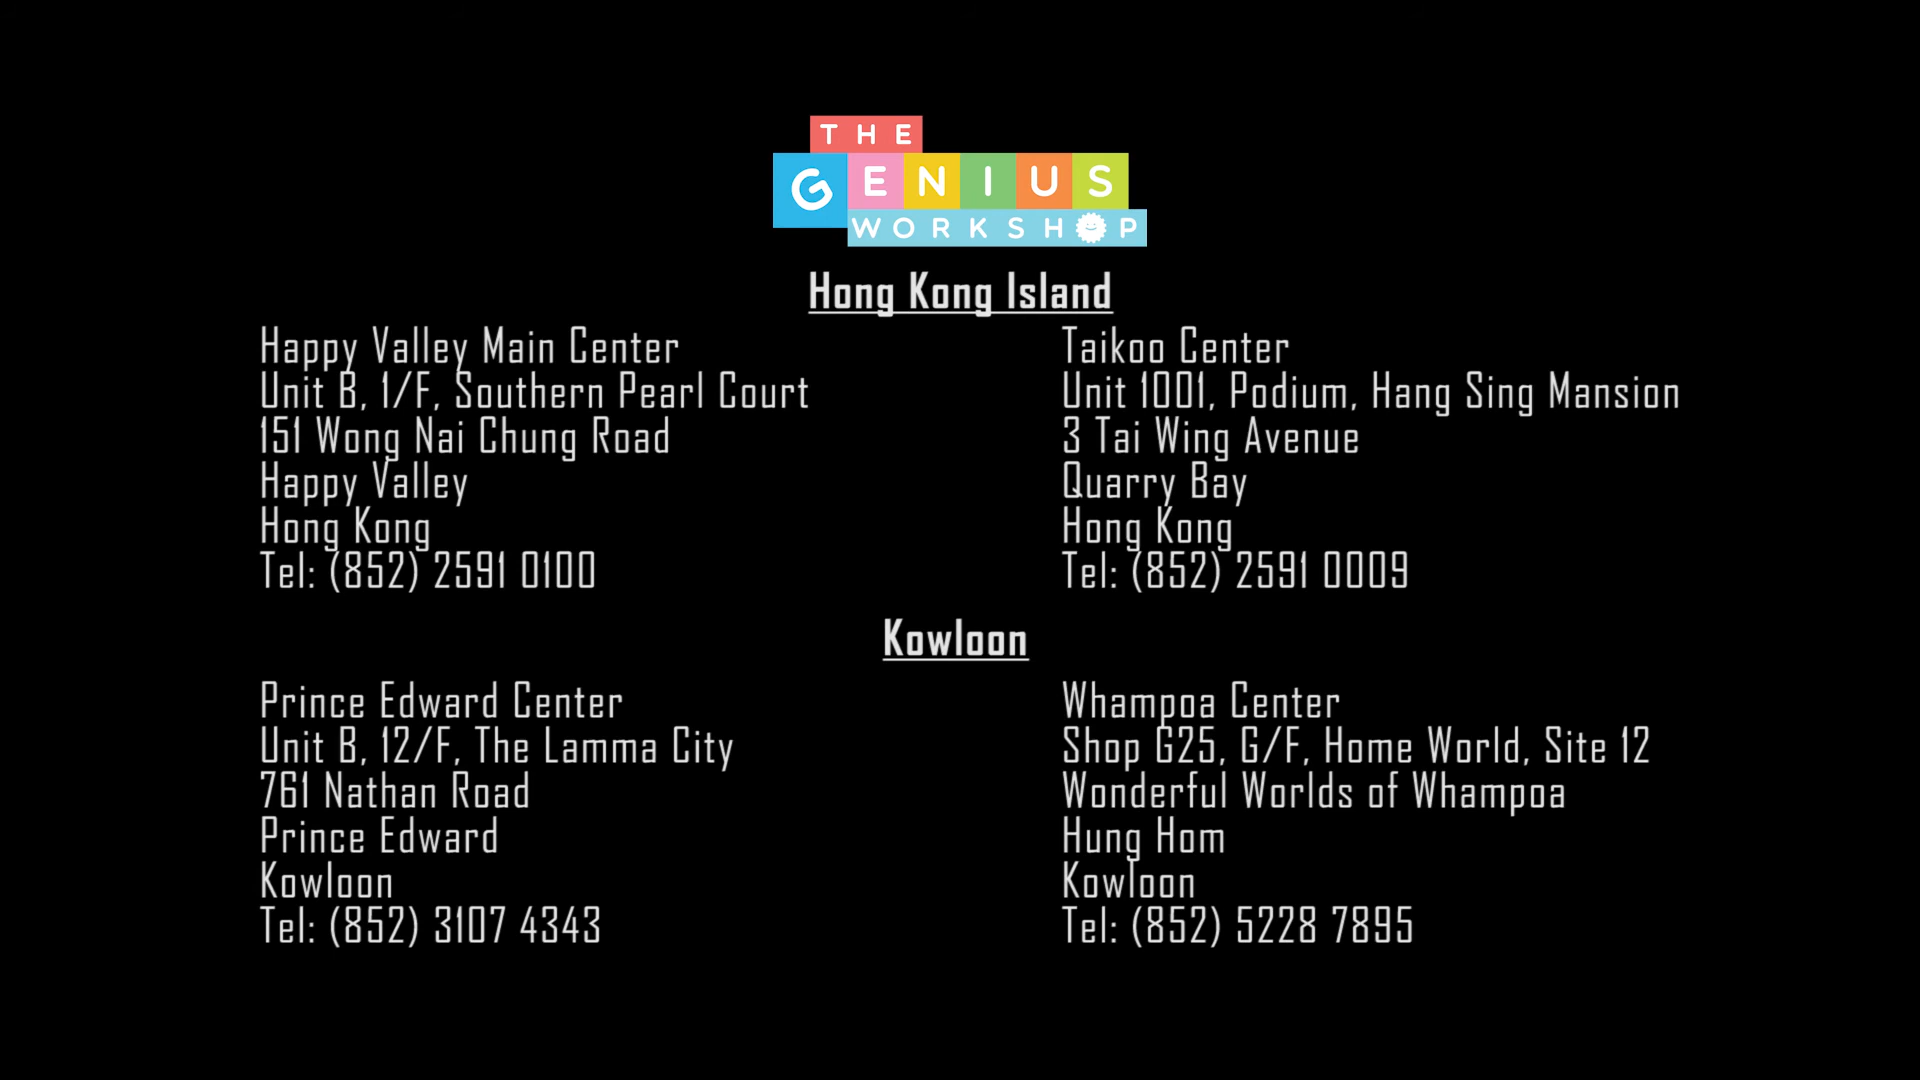 THE
GENIUS
WORKSHOP
Hong Kong Island
Happy Valley Main Center
Unit B, 1/F, Southern Pearl Court
151 Wong Nai Chung Road
Happy Valley
Hong Kong
Tel: (852) 2591 0100
Taikoo Center
Unit 1001, Podium, Hang Sing Mansion
3 Tai Wing Avenue
Quarry Bay
Hong Kong
Tel: (852) 2591 0009
Kowloon
Prince Edward Center
Unit B, 12/F, The Lamma City
761 Nathan Road
Prince Edward
Kowloon
Tel: (852) 3107 4343
Whampoa Center
Shop G25, G/F, Home World, Site 12
Wonderful Worlds of Whampoa
Hung Hom
Kowloon
Tel: (852) 5228 7895